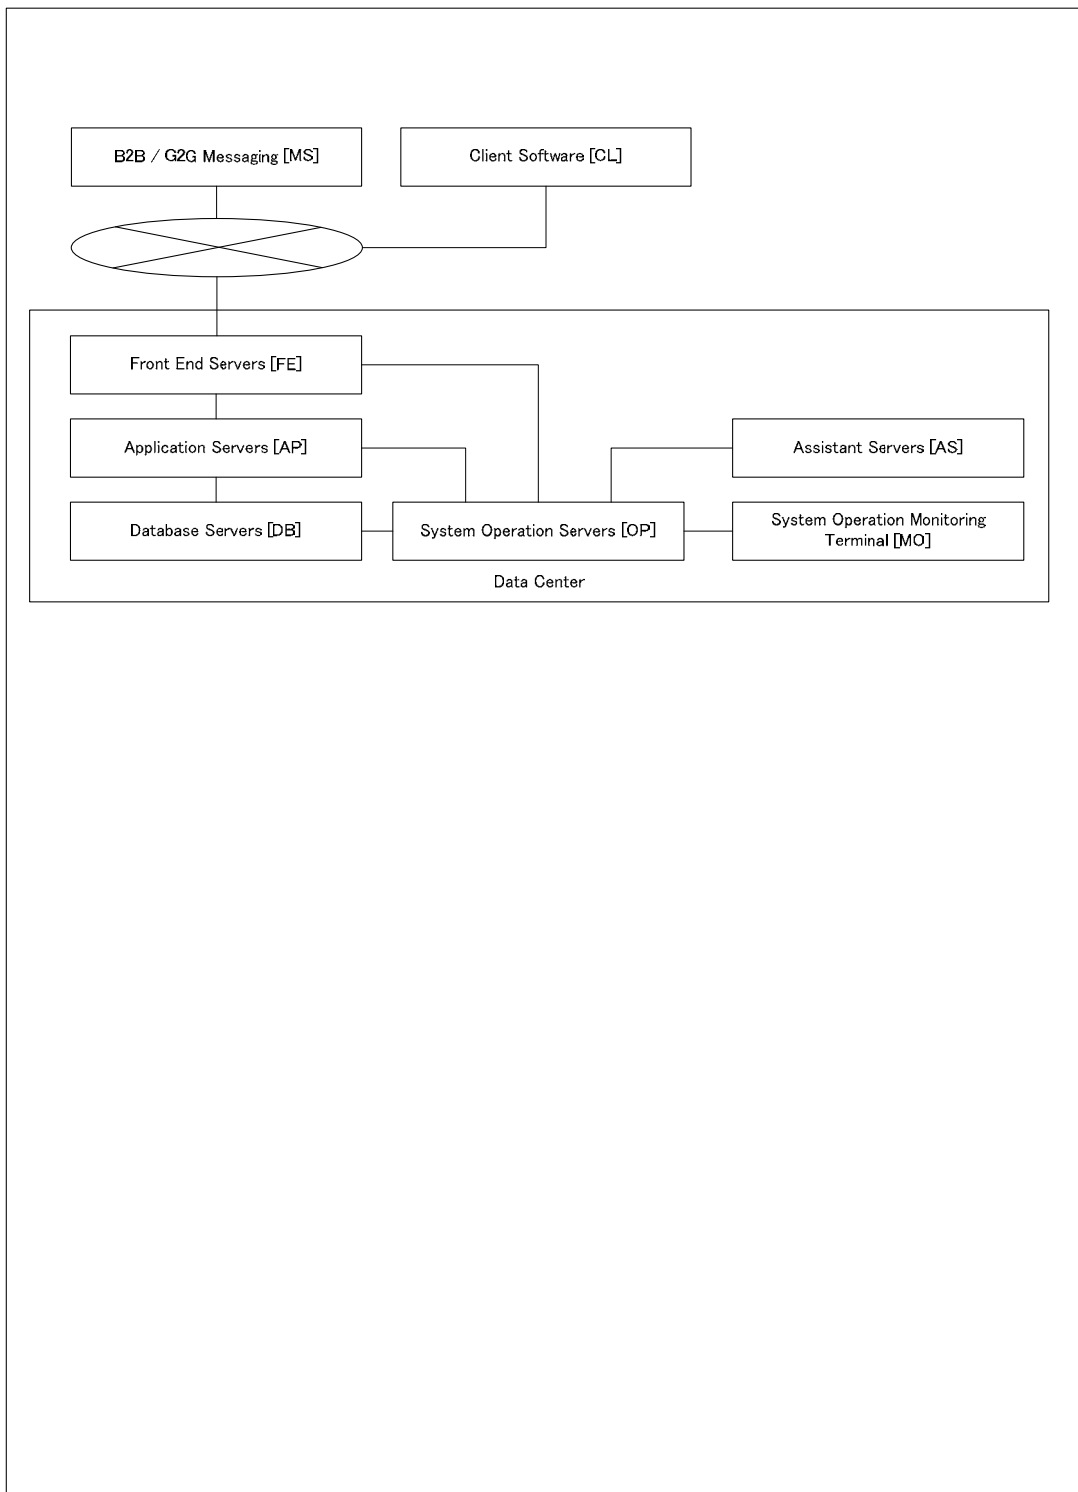 B2B / G2G Messaging [MS]
Client Software [CL]
Front End Servers [FE]
Application Servers [AP]
Assistant Servers [AS]
Database Servers [DB]
System Operation Servers [OP]
System Operation Monitoring
Terminal [MO]
Data Center